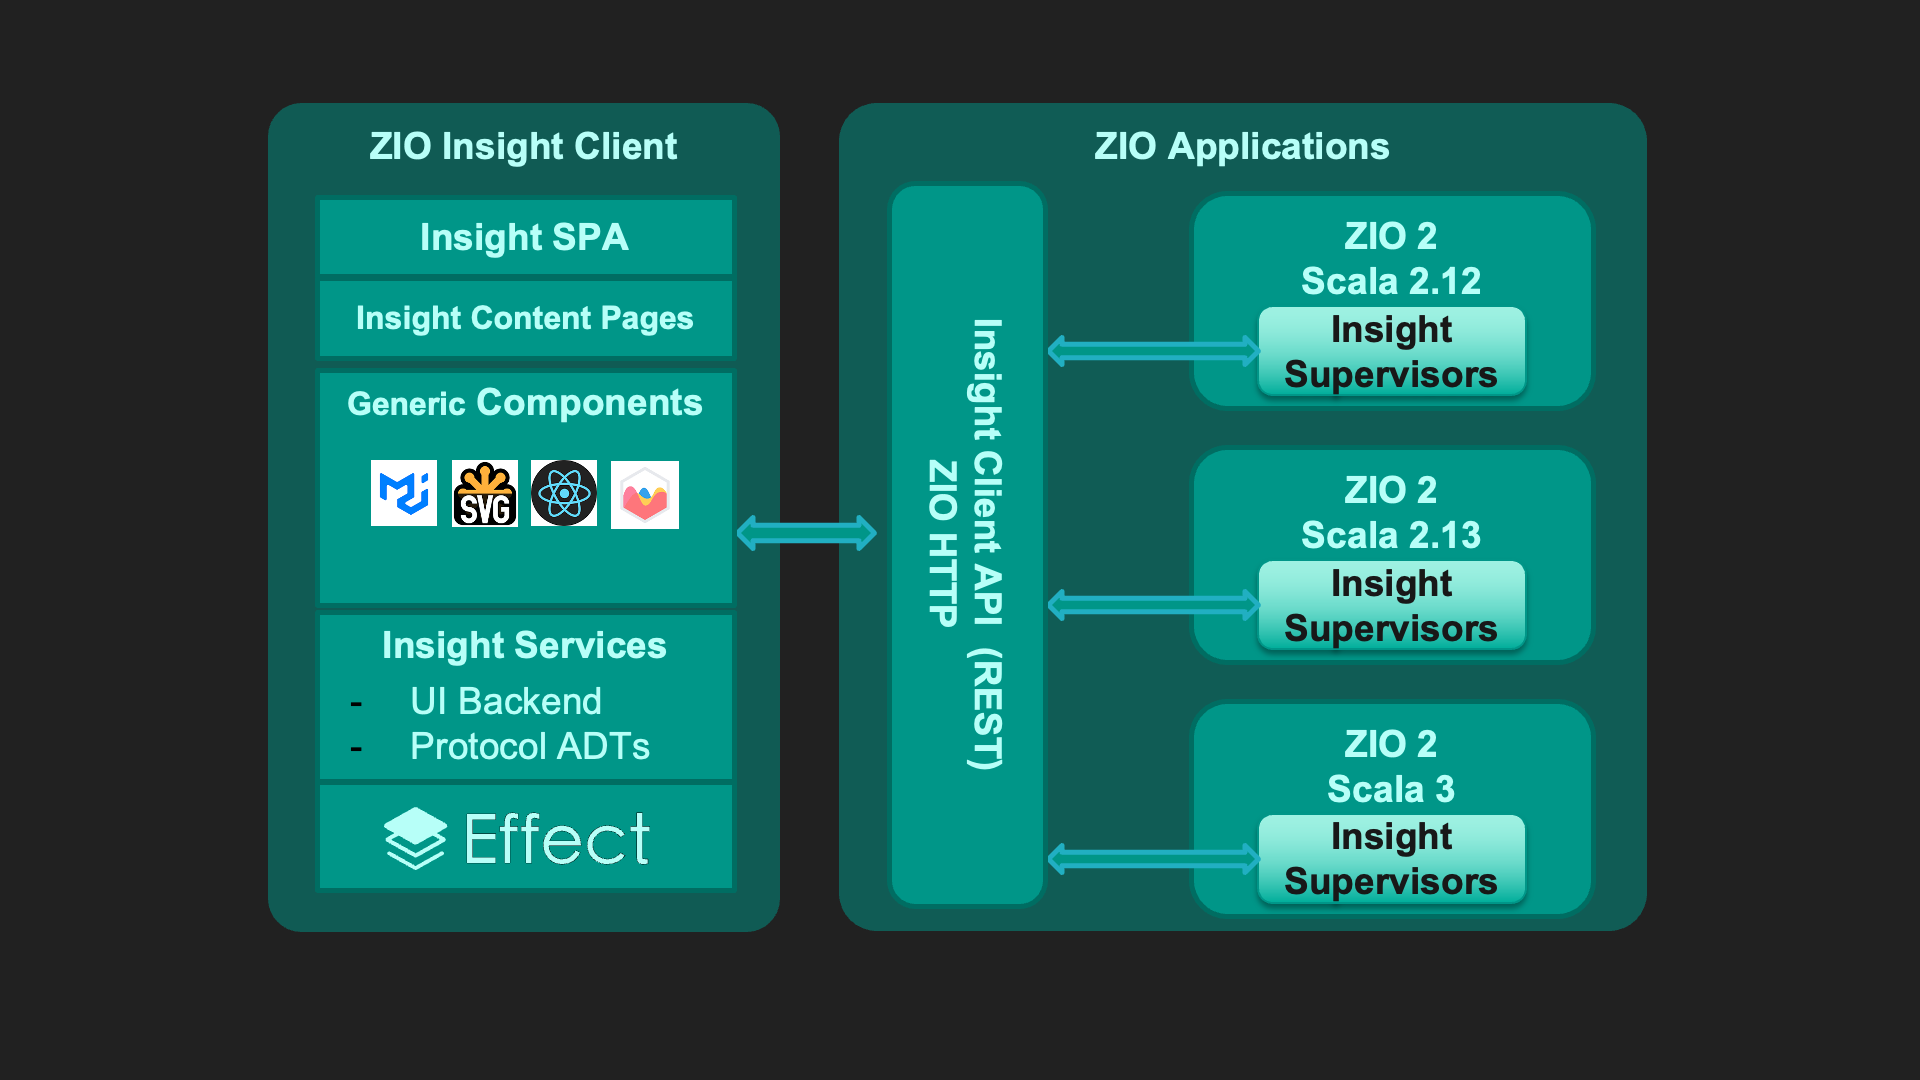 ZIO Insight Client
Insight SPA
Insight Content Pages
Generic Components
SVG
Insight Services
- UI Backend
- Protocol ADTs
Effect
ZIO Applications
Insight Client API (REST)
ZIO HTTP
ZIO 2
Scala 2.12
Insight
Supervisors
ZIO 2
Scala 2.13
Insight
Supervisors
ZIO 2
Scala 3
Insight
Supervisors